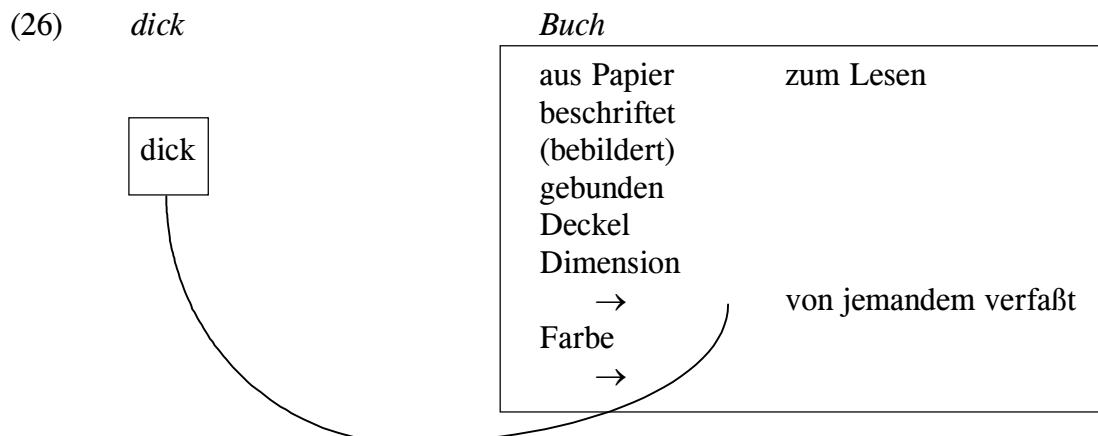 (26) dick Buch
aus Papier zum Lesen
beschriftet
dick
(bebildert)
gebunden
Deckel
Dimension
→ von jemandem verfaßt
Farbe
→